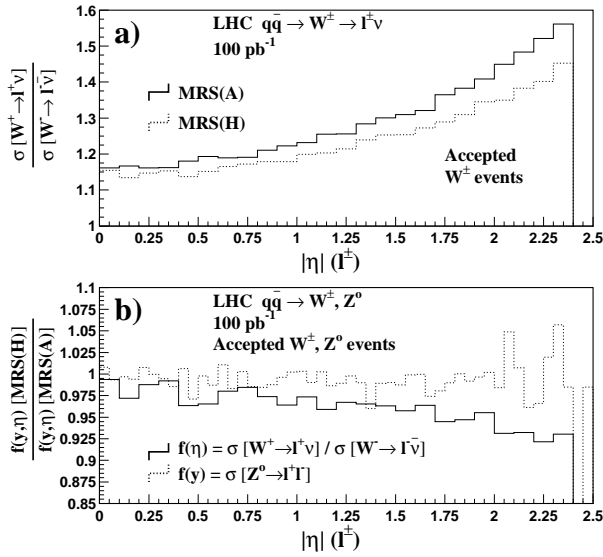 a)
LHC qq̄ → W± → l±ν
100 pb-1
MRS(A)
MRS(H)
Accepted
W± events
σ [W+→l+ν]
σ [W-→ l-ν̄]
1.6
1.5
1.4
1.3
1.2
1.1
1
0 0.25 0.5 0.75 1 1.25 1.5 1.75 2 2.25 2.5
|η| (l±)
b)
LHC qq̄ → W±, Zo
100 pb-1
Accepted W±, Zo events
f(y,η) [MRS(H)]
f(y,η) [MRS(A)]
1.1
1.075
1.05
1.025
1
0.975
0.95
0.925
0.9
0.875
0.85
f(η) = σ [W+→l+ν] / σ [W-→ l-ν̄]
f(y) = σ [Zo→l+l-]
0 0.25 0.5 0.75 1 1.25 1.5 1.75 2 2.25 2.5
|η| (l±)